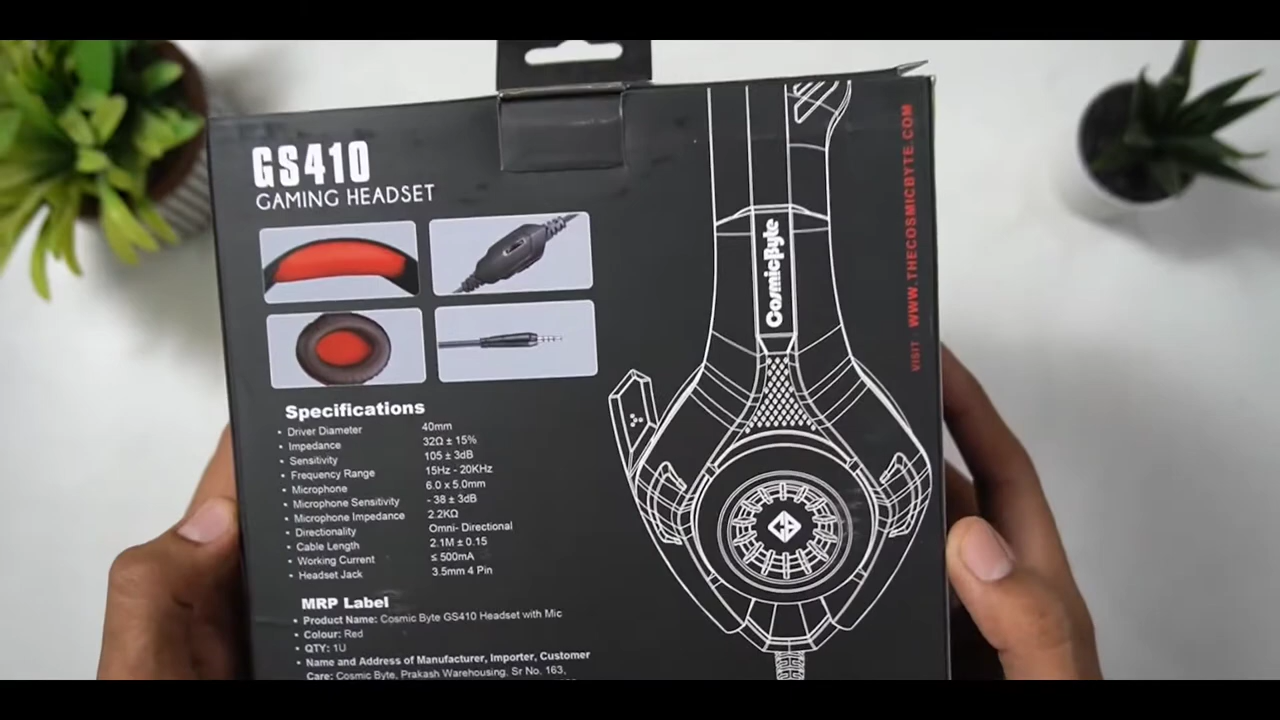 GS410
GAMING HEADSET
Specifications
• Driver Diameter 40mm
• Impedance 32Ω ± 15%
• Sensitivity 105 ± 3dB
• Frequency Range 15Hz - 20KHz
• Microphone 6.0 x 5.0mm
• Microphone Sensitivity - 38 ± 3dB
• Microphone Impedance 2.2KΩ
• Directionality Omni- Directional
• Cable Length 2.1M ± 0.15
• Working Current ≤ 500mA
• Headset Jack 3.5mm 4 Pin
MRP Label
• Product Name: Cosmic Byte GS410 Headset with Mic
• Colour: Red
• QTY: 1U
• Name and Address of Manufacturer, Importer, Customer
Care: Cosmic Byte, Prakash Warehousing, Sr No. 163,
CosmicByte
VISIT WWW.THECOSMICBYTE.COM